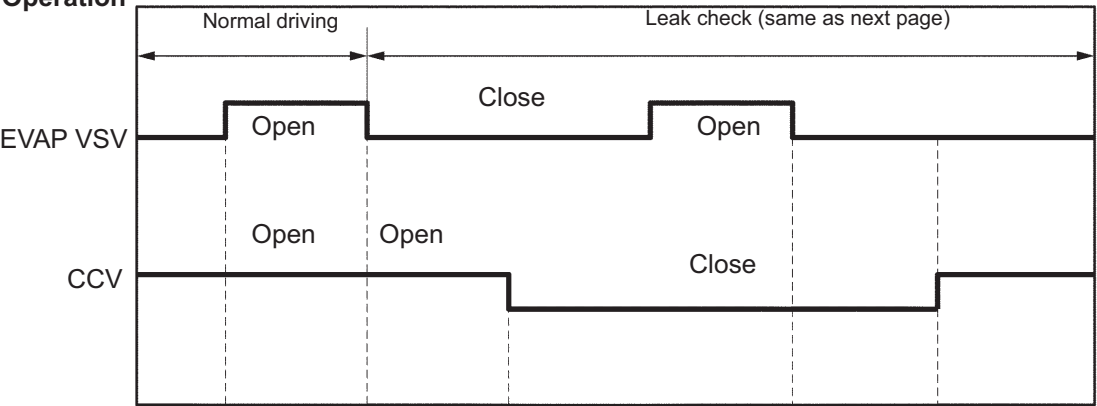 Operation
Normal driving
Leak check (same as next page)
Close
EVAP VSV
Open
Open
Open
Open
Close
CCV